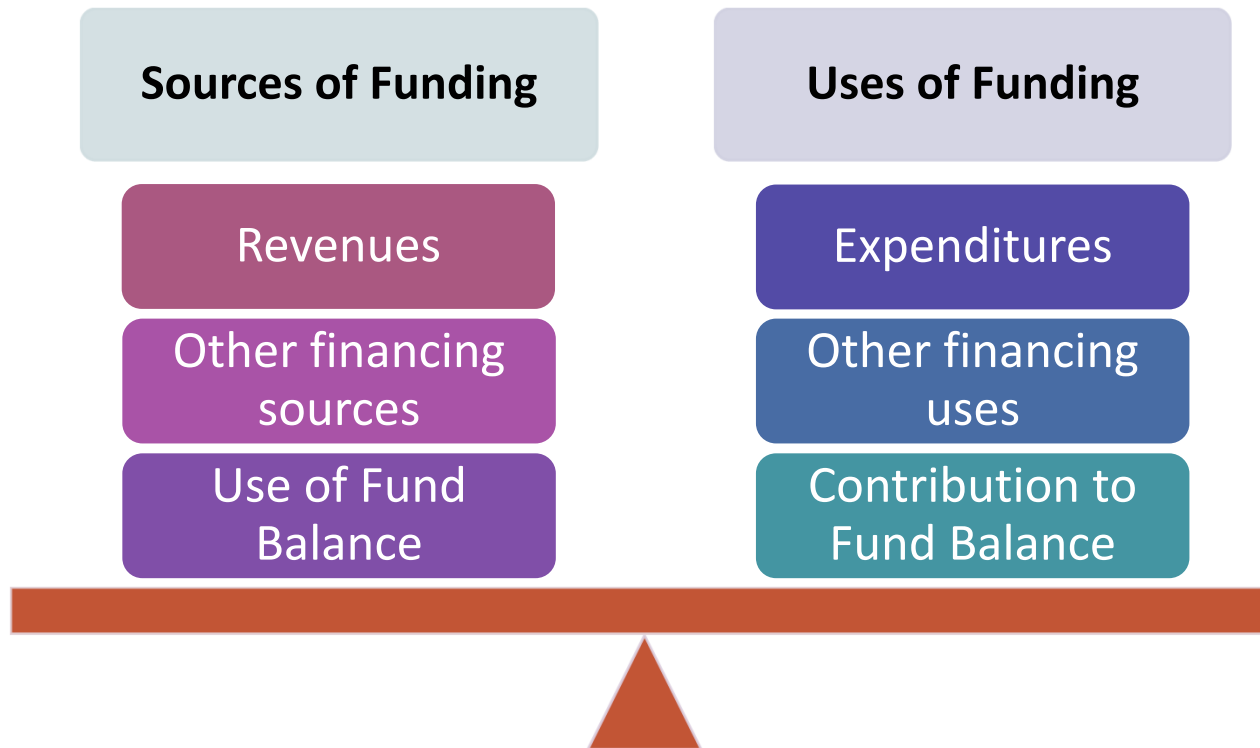 Sources of Funding
Revenues
Other financing
sources
Use of Fund
Balance
Uses of Funding
Expenditures
Other financing
uses
Contribution to
Fund Balance